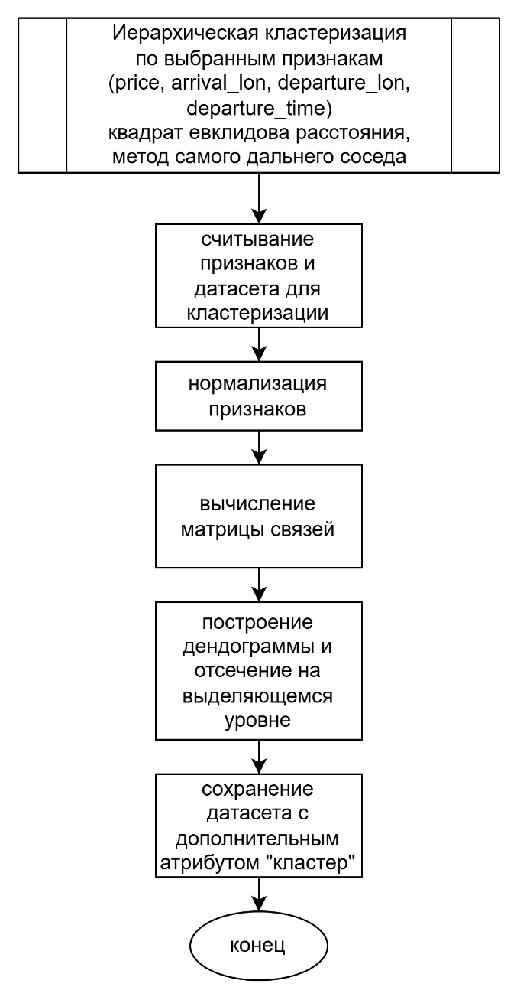 Иерархическая кластеризация
по выбранным признакам
(price, arrival_lon, departure_lon,
departure_time)
квадрат евклидова расстояния,
метод самого дальнего соседа
считывание
признаков и
датасета для
кластеризации
нормализация
признаков
вычисление
матрицы связей
построение
дендограммы и
отсечение на
выделяющемся
уровне
сохранение
датасета с
дополнительным
атрибутом "кластер"
конец